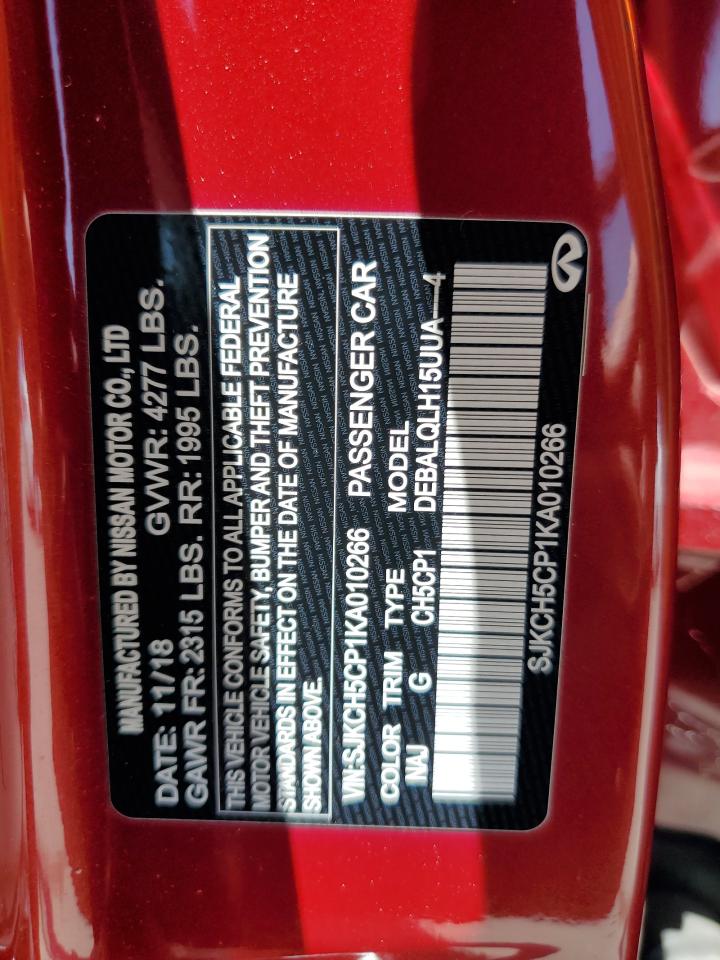 MANUFACTURED BY NISSAN MOTOR CO., LTD
DATE: 11/18 GVWR: 4277 LBS.
GAWR FR: 2315 LBS. RR: 1995 LBS.
THIS VEHICLE CONFORMS TO ALL APPLICABLE FEDERAL
MOTOR VEHICLE SAFETY, BUMPER AND THEFT PREVENTION
STANDARDS IN EFFECT ON THE DATE OF MANUFACTURE
SHOWN ABOVE.
VIN:SJKCH5CP1KA010266 PASSENGER CAR
COLOR TRIM TYPE MODEL
NAJ G CH5CP1 DEBALQLH15UUA---4
SJKCH5CP1KA010266